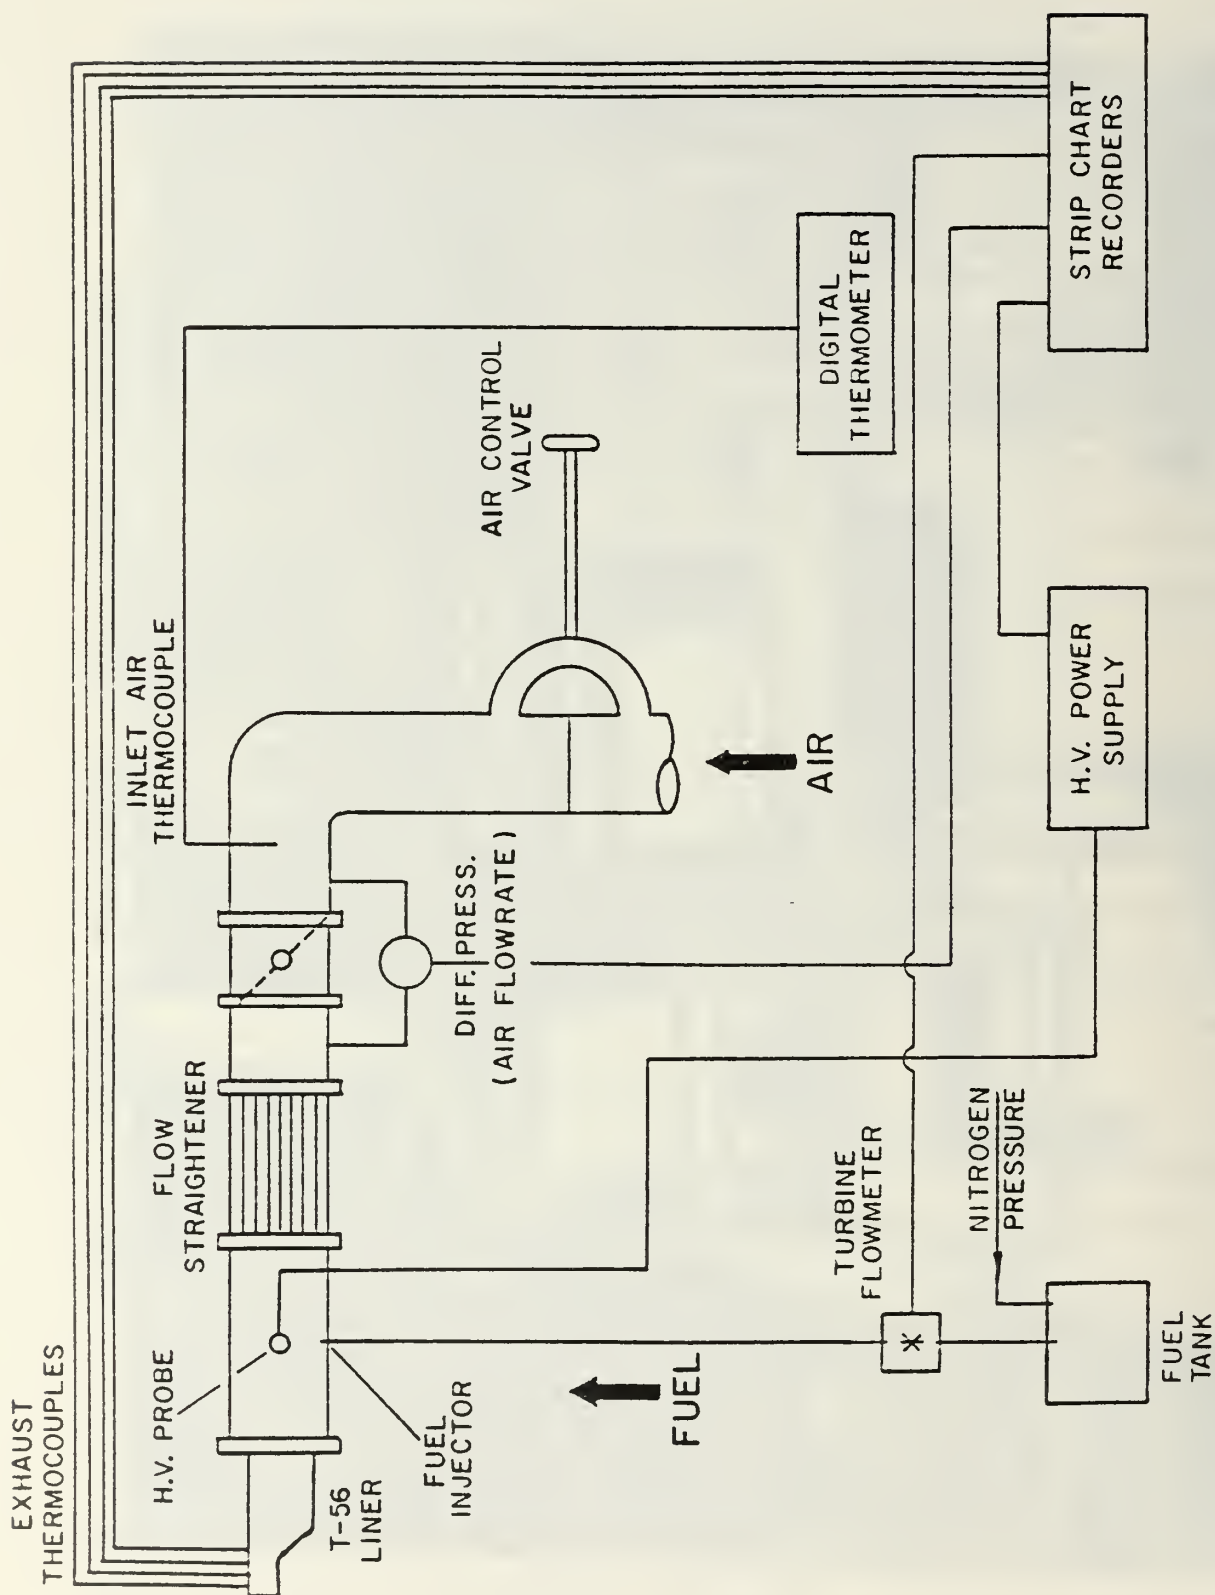 EXHAUST
THERMOCOUPLES
H.V. PROBE
FLOW
STRAIGHTENER
INLET AIR
THERMOCOUPLE
T-56
LINER
FUEL
INJECTOR
DIFF. PRESS.
(AIR FLOWRATE)
AIR CONTROL
VALVE
FUEL
AIR
TURBINE
FLOWMETER
DIGITAL
THERMOMETER
NITROGEN
PRESSURE
FUEL
TANK
H.V. POWER
SUPPLY
STRIP CHART
RECORDERS